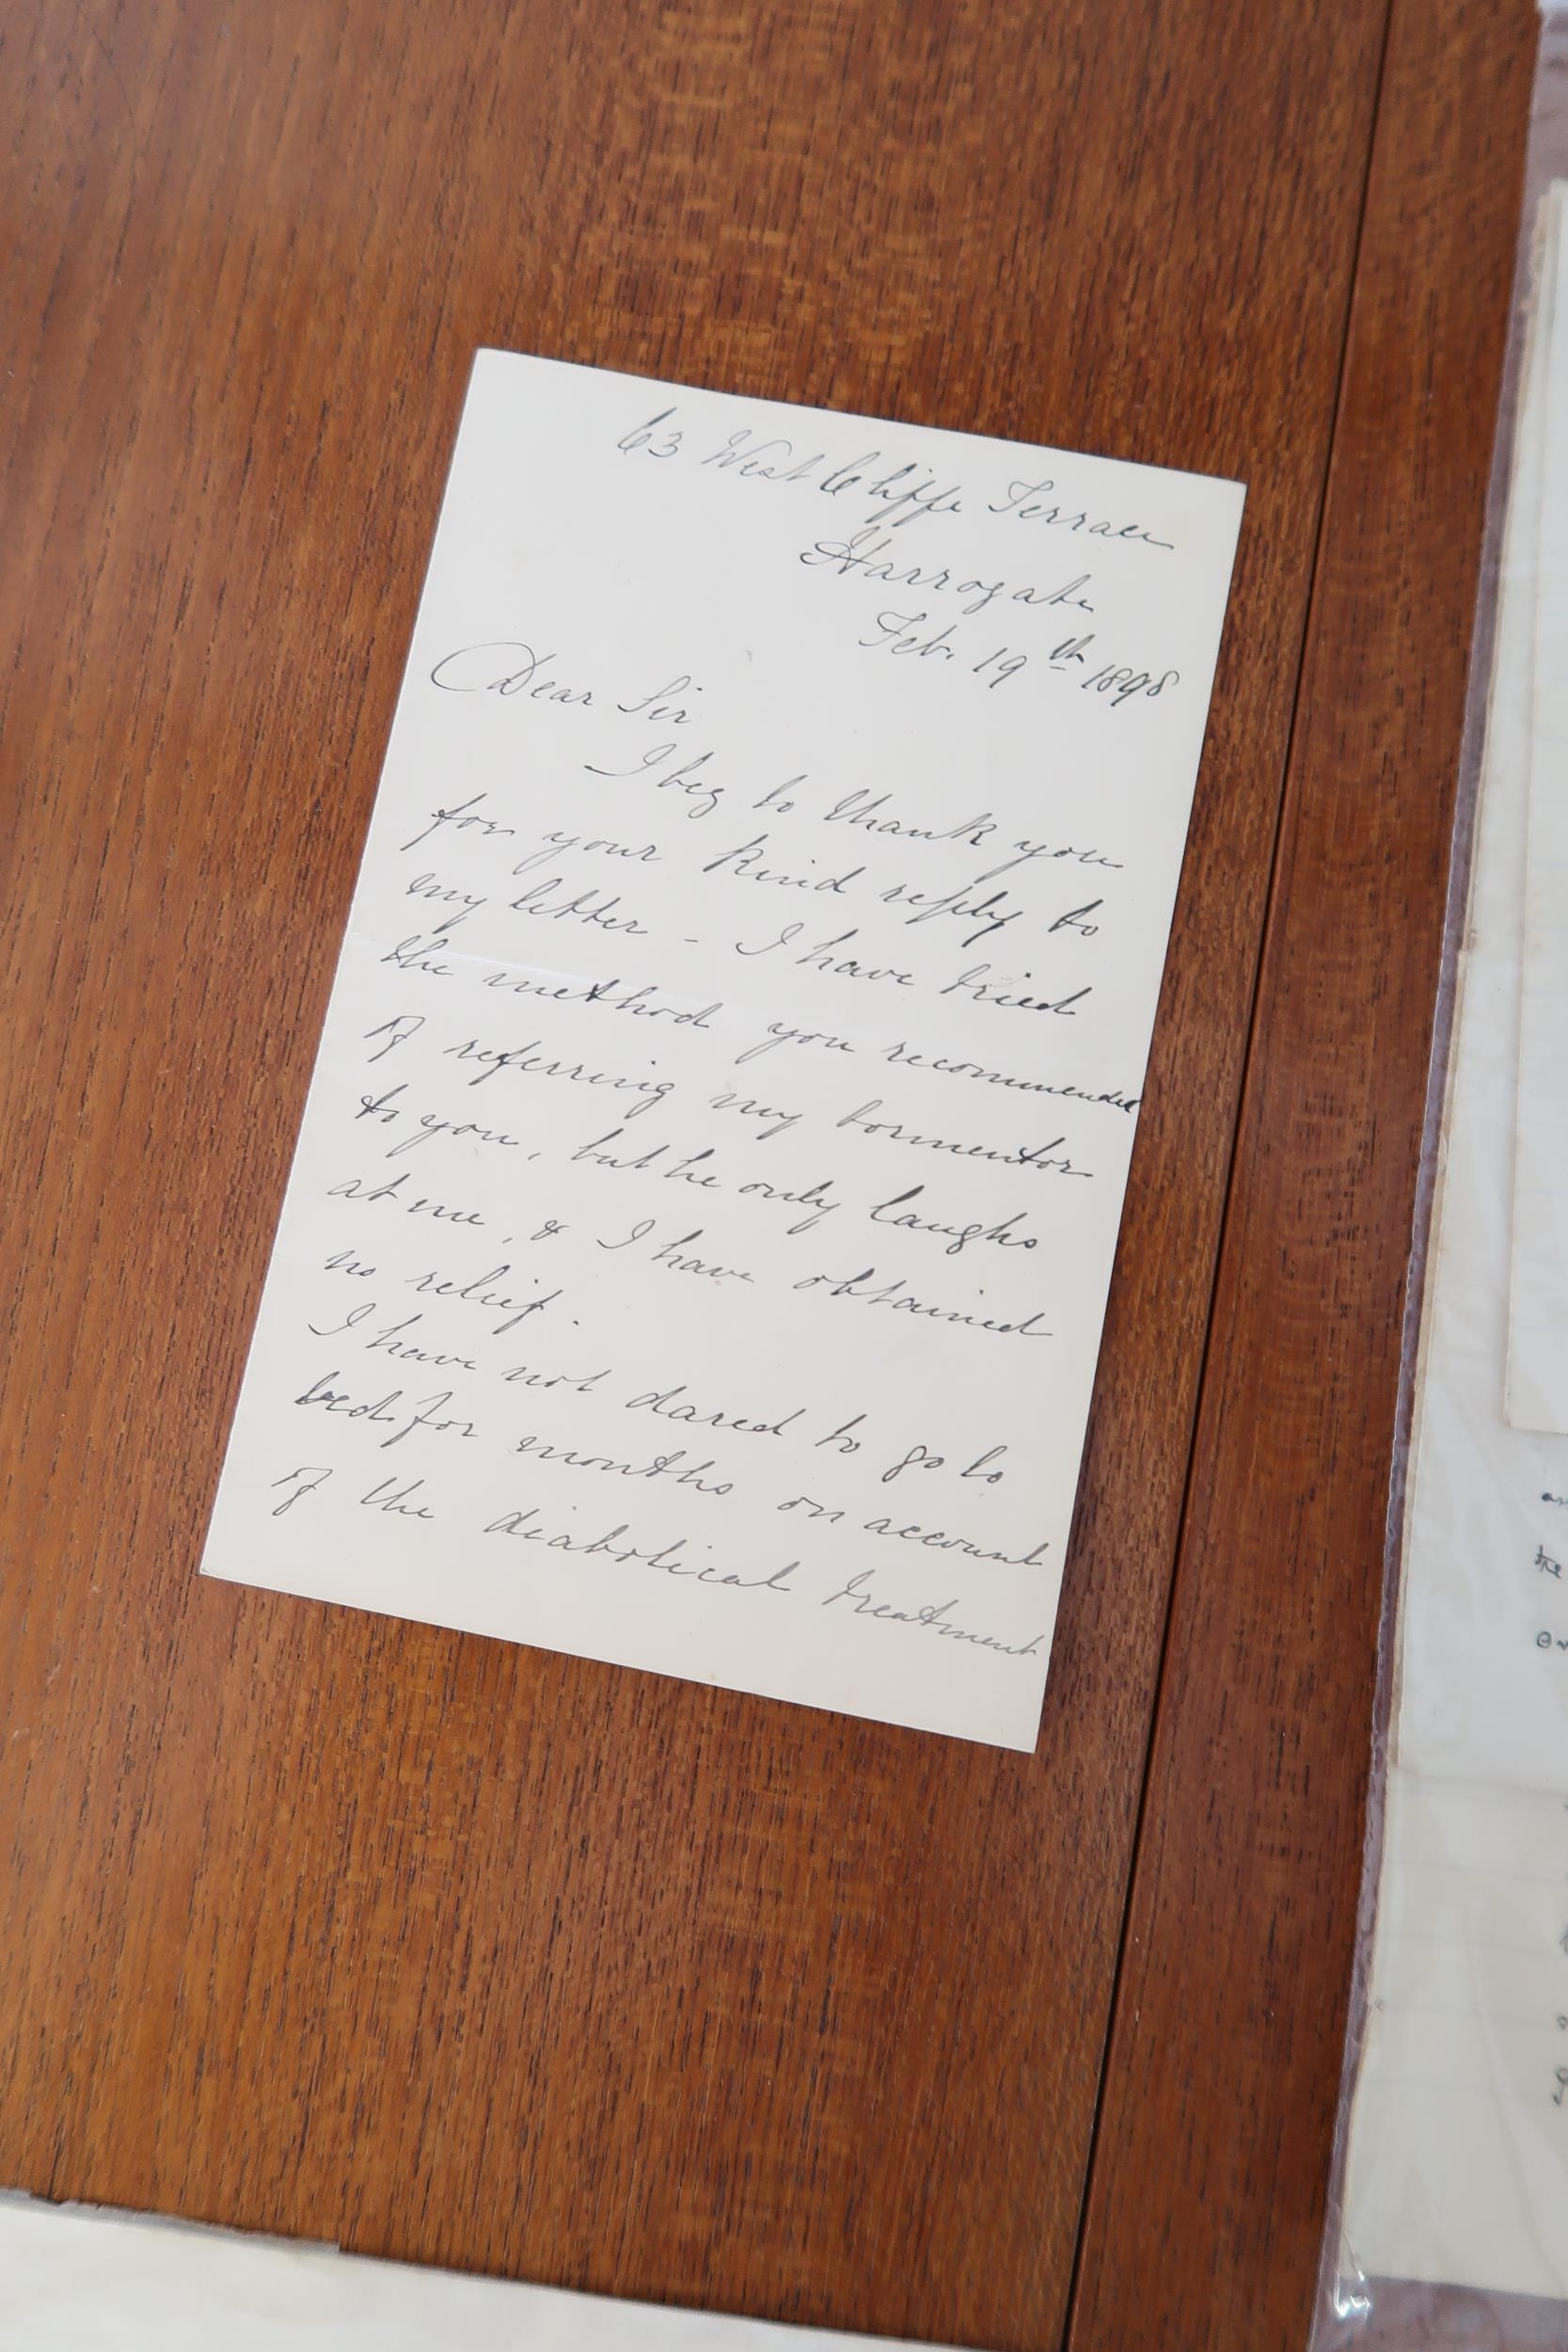 63 West Cliffe Terrace
Harrogate
Feb. 19th 1898
Dear Sir
I beg to thank you
for your kind reply to
my letter - I have tried
the method you recommended
of referring my tormentor
to you, but he only laughs
at me, & I have obtained
no relief.
I have not dared to go to
bed for months on account
of the diabolical treatment